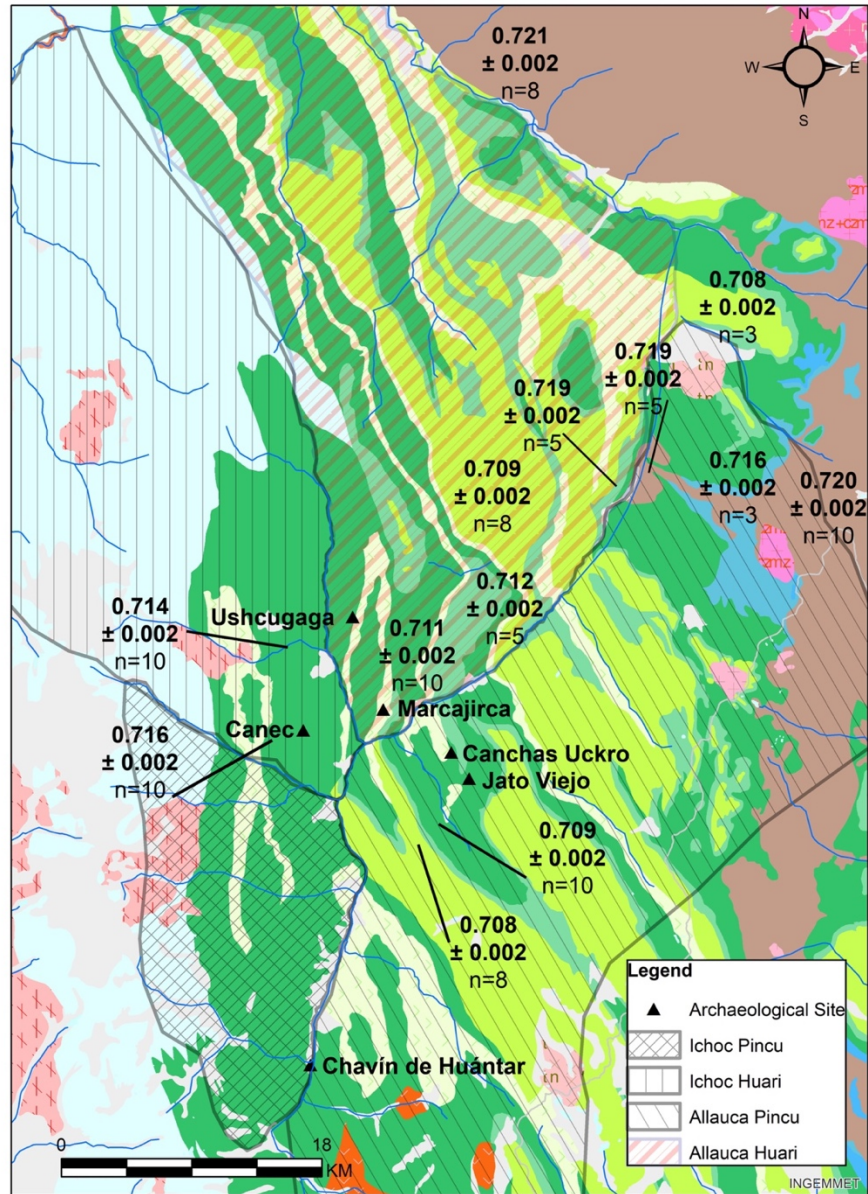 N
W
E
S
0.721
± 0.002
n=8
0.708
± 0.002
n=3
0.719
± 0.002
n=5
tn
tn
0.719
± 0.002
n=5
0.716
± 0.002
n=3
0.720
± 0.002
n=10
0.709
± 0.002
n=8
0.712
± 0.002
n=5
0.714
± 0.002
n=10
Ushcugaga
0.711
± 0.002
n=10
Marcajirca
0.716
± 0.002
n=10
Canec
Canchas Uckro
Jato Viejo
0.709
± 0.002
n=10
0.708
± 0.002
n=8
Chavín de Huántar
Legend
Archaeological Site
Ichoc Pincu
Ichoc Huari
Allauca Pincu
Allauca Huari
0
18
KM
INGEMMET